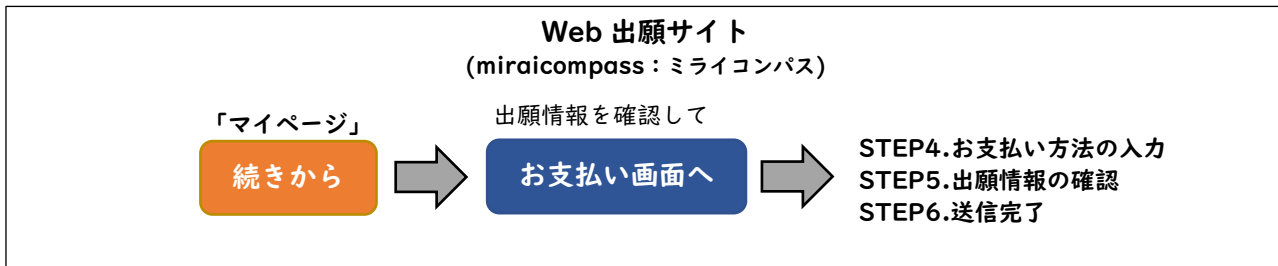 Web 出願サイト
(miraicompass：ミライコンパス)
「マイページ」
続きから
出願情報を確認して
お支払い画面へ
STEP4.お支払い方法の入力
STEP5.出願情報の確認
STEP6.送信完了